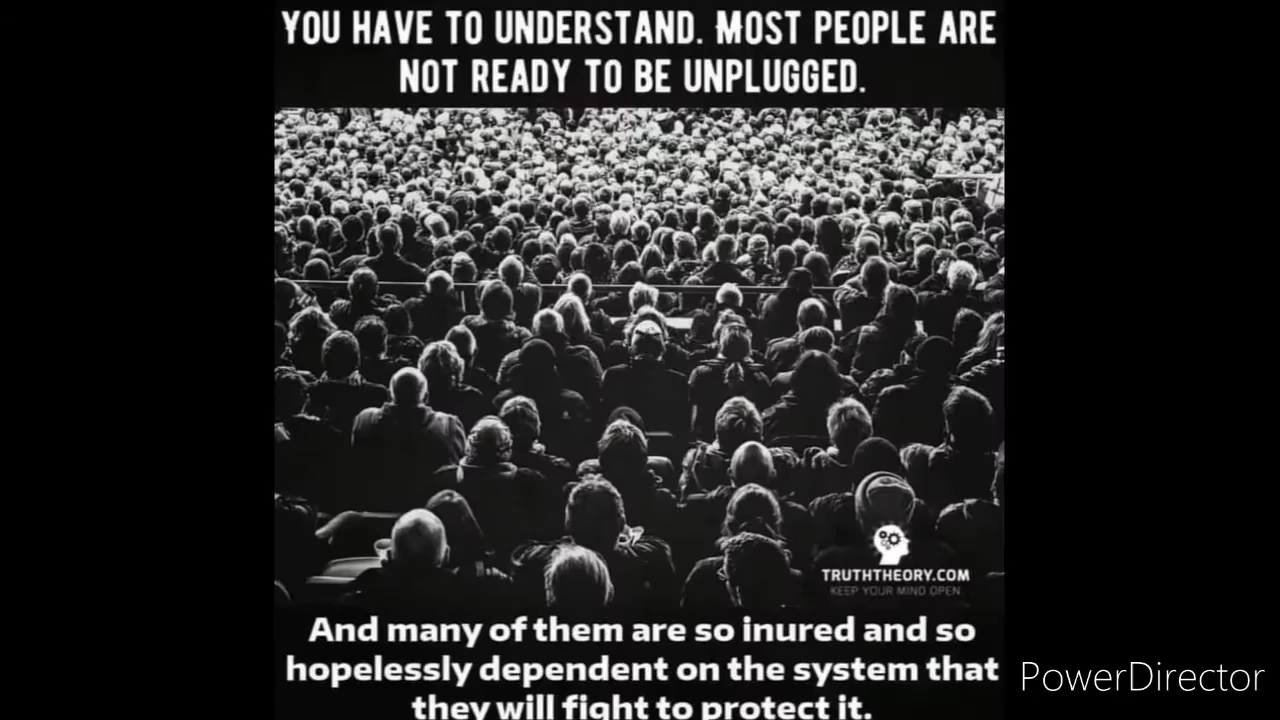 YOU HAVE TO UNDERSTAND. MOST PEOPLE ARE
NOT READY TO BE UNPLUGGED.
TRUTHTHEORY.COM
KEEP YOUR MIND OPEN
And many of them are so inured and so
hopelessly dependent on the system that
they will fight to protect it.
PowerDirector